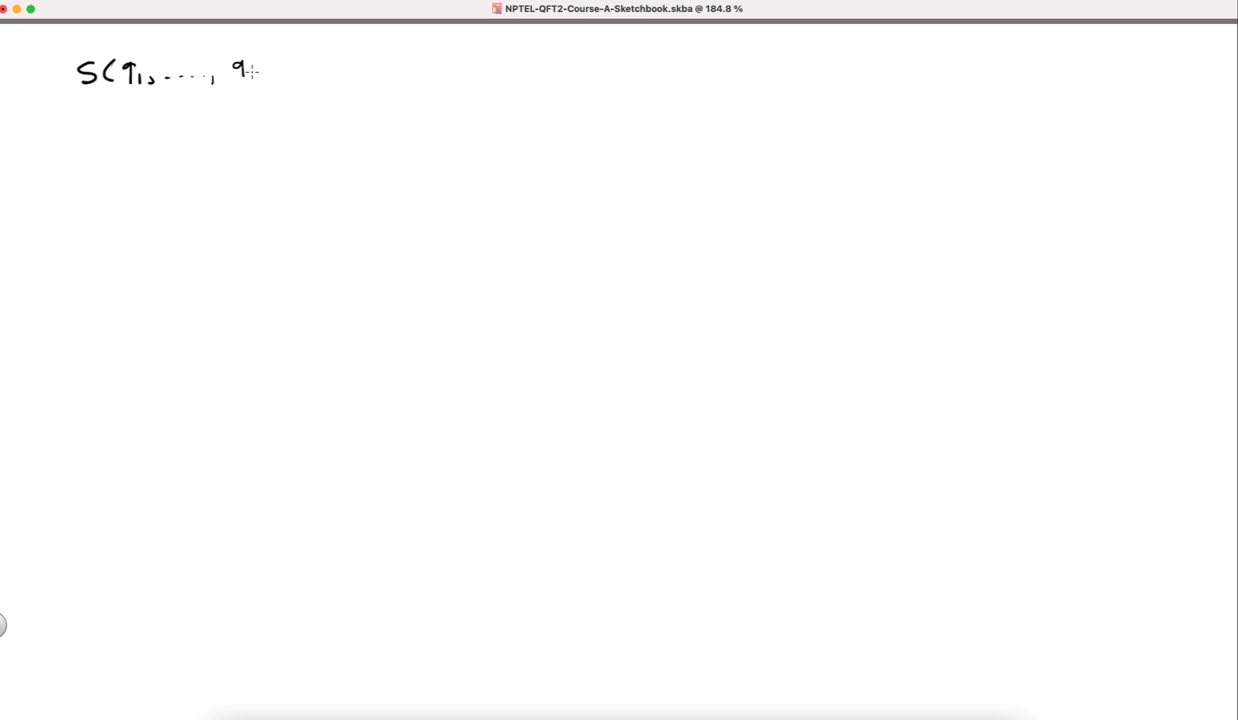 NPTEL-QFT2-Course-A-Sketchbook.skba @ 184.8 %
S(q₁, ...., q